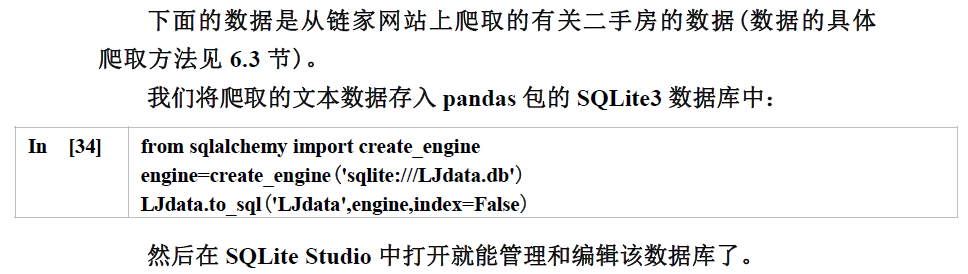 下面的数据是从链家网站上爬取的有关二手房的数据(数据的具体
爬取方法见 6.3 节)。
我们将爬取的文本数据存入 pandas 包的 SQLite3 数据库中：
In [34] from sqlalchemy import create_engine
engine=create_engine('sqlite:///LJdata.db')
LJdata.to_sql('LJdata',engine,index=False)
然后在 SQLite Studio 中打开就能管理和编辑该数据库了。